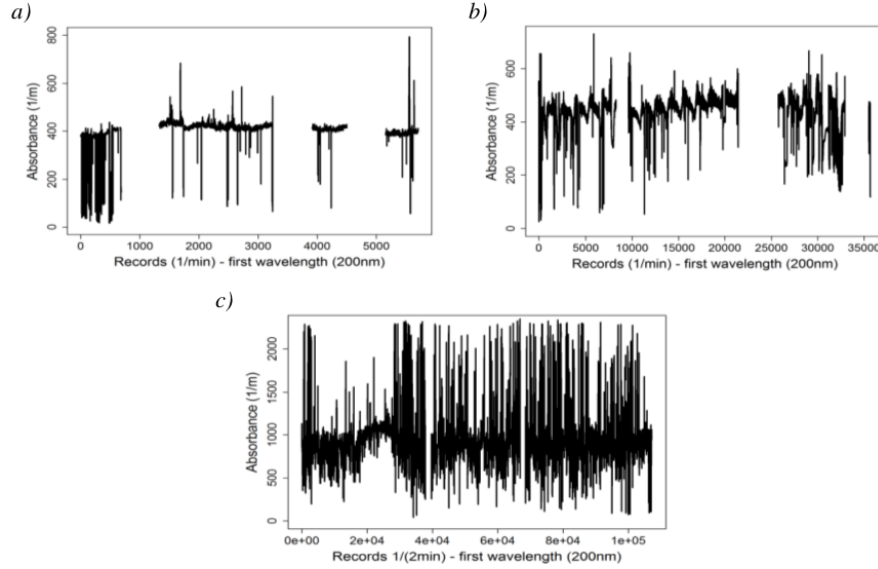 a)
b)
800
600
400
200
0
Absorbance (1/m)
0 1000 2000 3000 4000 5000
Records (1/min) - first wavelength (200nm)
600
400
200
0
Absorbance (1/m)
0 5000 10000 15000 20000 25000 30000 35000
Records (1/min) - first wavelength (200nm)
c)
2000
1500
1000
500
0
Absorbance (1/m)
0e+00 2e+04 4e+04 6e+04 8e+04 1e+05
Records 1/(2min) - first wavelength (200nm)